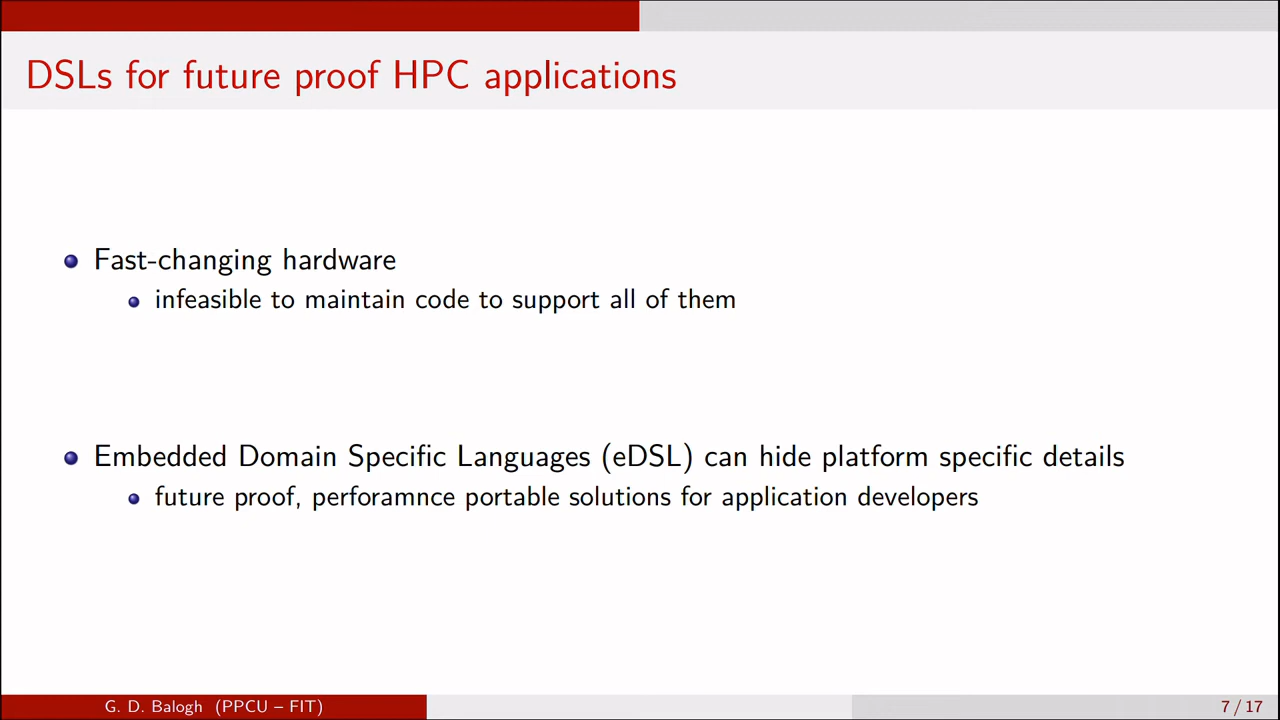 DSLs for future proof HPC applications
Fast-changing hardware
infeasible to maintain code to support all of them
Embedded Domain Specific Languages (eDSL) can hide platform specific details
future proof, perforamnce portable solutions for application developers
G. D. Balogh (PPCU – FIT)
7 / 17